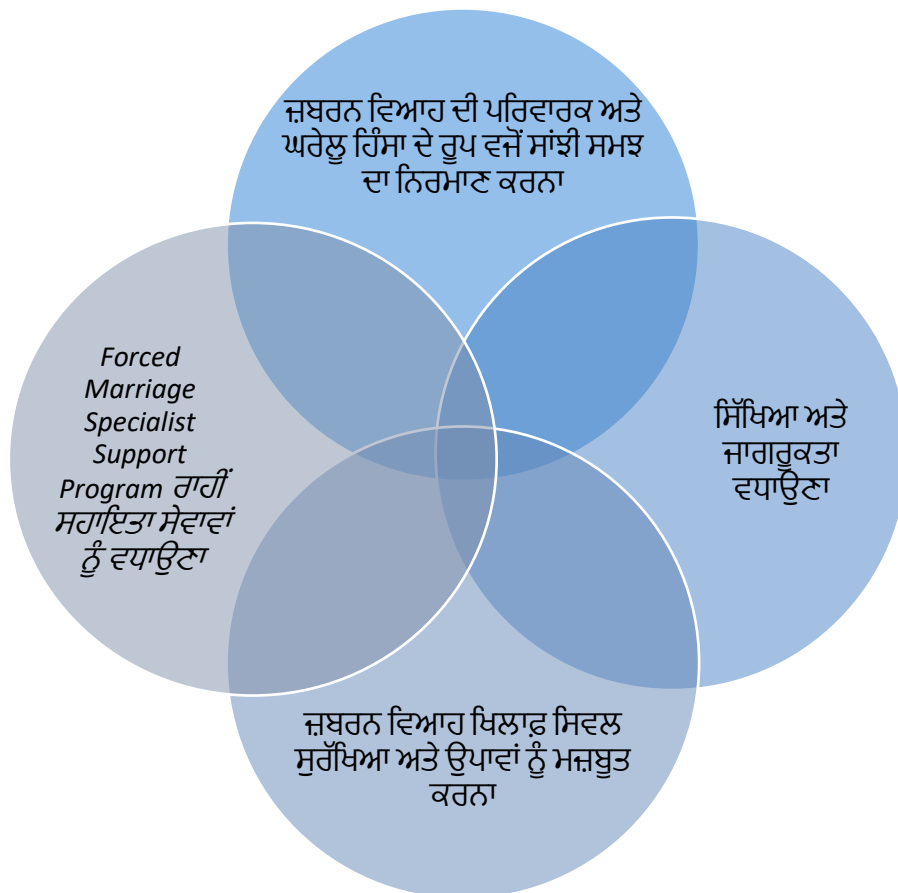 ਜ਼ਬਰਨ ਵਿਆਹ ਦੀ ਪਰਿਵਾਰਕ ਅਤੇ
ਘਰੇਲੂ ਹਿੰਸਾ ਦੇ ਰੂਪ ਵਜੋਂ ਸਾਂਝੀ ਸਮਝ
ਦਾ ਨਿਰਮਾਣ ਕਰਨਾ
Forced
Marriage
Specialist
Support
Program ਰਾਹੀਂ
ਸਹਾਇਤਾ ਸੇਵਾਵਾਂ
ਨੂੰ ਵਧਾਉਣਾ
ਸਿੱਖਿਆ ਅਤੇ
ਜਾਗਰੂਕਤਾ
ਵਧਾਉਣਾ
ਜ਼ਬਰਨ ਵਿਆਹ ਖਿਲਾਫ਼ ਸਿਵਲ
ਸੁਰੱਖਿਆ ਅਤੇ ਉਪਾਵਾਂ ਨੂੰ ਮਜ਼ਬੂਤ
ਕਰਨਾ